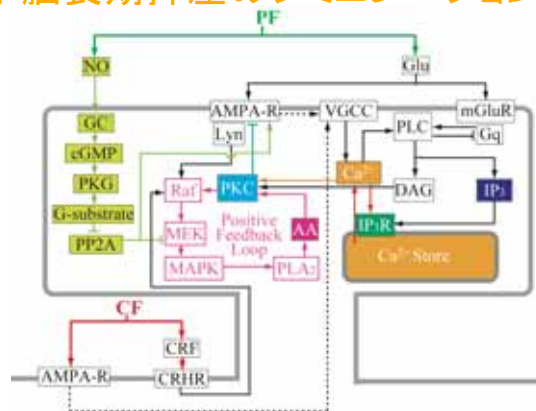 PF
NO
Glu
AMPA-R
VGCC
mGluR
Lyn
PLC
Gq
GC
cGMP
Ca²⁺
PKG
Raf
PKC
DAG
IP₃
G-substrate
Positive
Feedback
Loop
AA
IP₃R
MEK
PP2A
MAPK
PLA₂
Ca²⁺ Store
CF
CRF
AMPA-R
CRHR